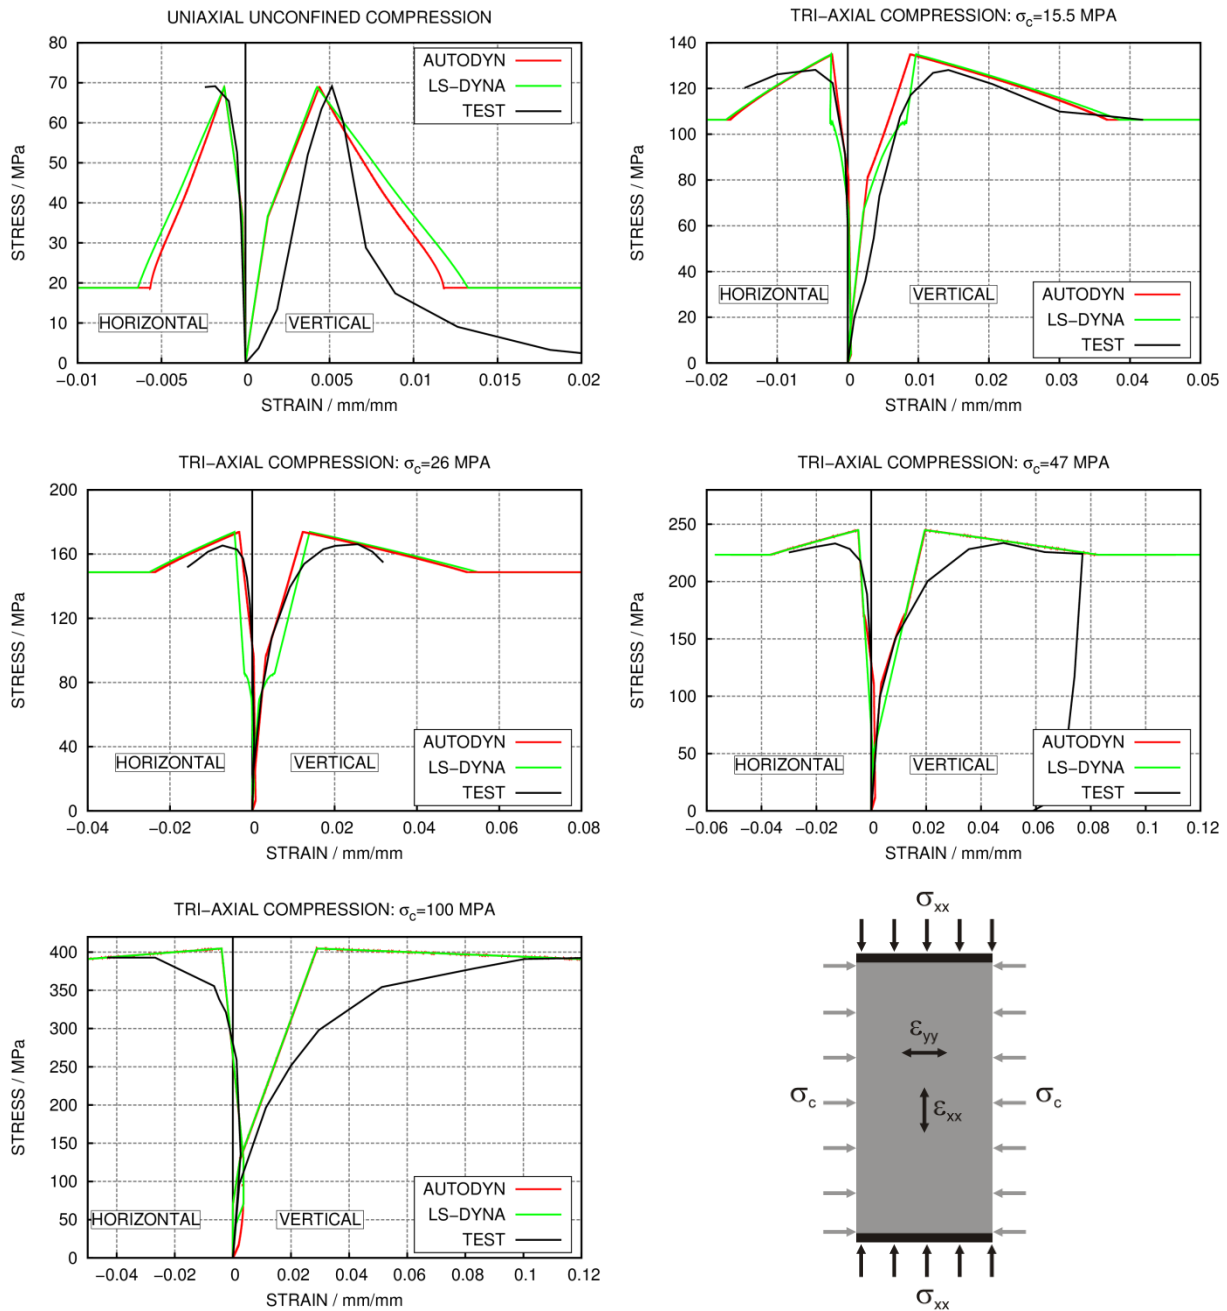 UNIAXIAL UNCONFINED COMPRESSION
80
70
60
50
40
30
20
10
0
STRESS / MPa
AUTODYN
LS-DYNA
TEST
HORIZONTAL
VERTICAL
−0.01
−0.005
0
0.005
0.01
0.015
0.02
STRAIN / mm/mm
TRI−AXIAL COMPRESSION: σc=15.5 MPA
140
120
100
80
60
40
20
0
STRESS / MPa
HORIZONTAL
VERTICAL
AUTODYN
LS−DYNA
TEST
−0.02
−0.01
0
0.01
0.02
0.03
0.04
0.05
STRAIN / mm/mm
TRI−AXIAL COMPRESSION: σc=26 MPA
200
160
120
80
40
0
STRESS / MPa
AUTODYN
LS−DYNA
TEST
HORIZONTAL
VERTICAL
−0.04
−0.02
0
0.02
0.04
0.06
0.08
STRAIN / mm/mm
TRI−AXIAL COMPRESSION: σc=47 MPA
250
200
150
100
50
0
STRESS / MPa
AUTODYN
LS−DYNA
TEST
HORIZONTAL
VERTICAL
−0.06
−0.04
−0.02
0
0.02
0.04
0.06
0.08
0.1
0.12
STRAIN / mm/mm
TRI−AXIAL COMPRESSION: σc=100 MPA
400
350
300
250
200
150
100
50
0
STRESS / MPa
AUTODYN
LS−DYNA
TEST
HORIZONTAL
VERTICAL
−0.04
−0.02
0
0.02
0.04
0.06
0.08
0.1
0.12
STRAIN / mm/mm
σxx
εyy
σc
εxx
σc
σxx